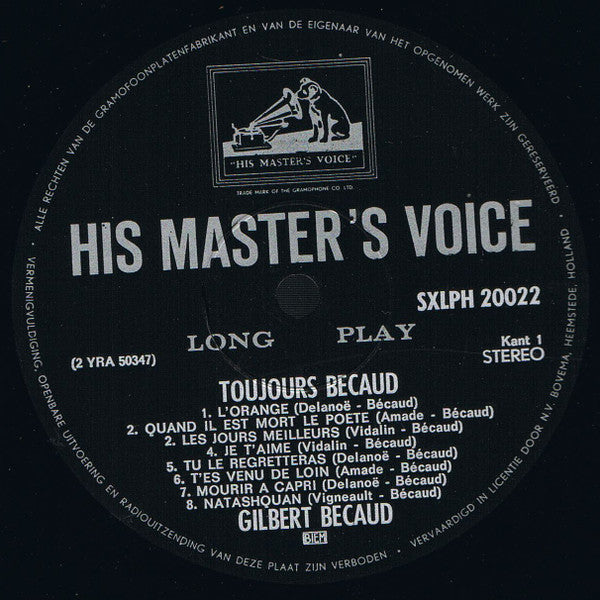 · ALLE RECHTEN VAN DE GRAMOFOONPLATENFABRIKANT EN VAN DE EIGENAAR VAN HET OPGENOMEN WERK ZIJN GERESERVEERD ·
"HIS MASTER'S VOICE"
TRADE MARK OF THE GRAMOPHONE CO LTD.
HIS MASTER'S VOICE
SXLPH 20022
LONG PLAY
Kant 1
(2 YRA 50347)
STEREO
TOUJOURS BECAUD
1. L'ORANGE (Delanoë - Bécaud)
2. QUAND IL EST MORT LE POETE (Amade - Bécaud)
2. LES JOURS MEILLEURS (Vidalin - Bécaud)
4. JE T'AIME (Vidalin - Bécaud)
5. TU LE REGRETTERAS (Delanoë - Bécaud)
6. T'ES VENU DE LOIN (Amade - Bécaud)
7. MOURIR A CAPRI (Delanoë - Bécaud)
8. NATASHQUAN (Vigneault - Bécaud)
GILBERT BECAUD
BIEM
· VERMENIGVULDIGING, OPENBARE UITVOERING EN RADIOUITZENDING VAN DEZE PLAAT ZIJN VERBODEN ·
VERVAARDIGD IN LICENTIE DOOR N.V. BOVEMA, HEEMSTEDE, HOLLAND